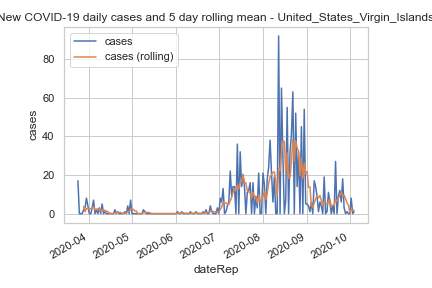 New COVID-19 daily cases and 5 day rolling mean - United_States_Virgin_Islands
cases
cases (rolling)
80
60
40
20
0
cases
2020-04
2020-05
2020-06
2020-07
2020-08
2020-09
2020-10
dateRep